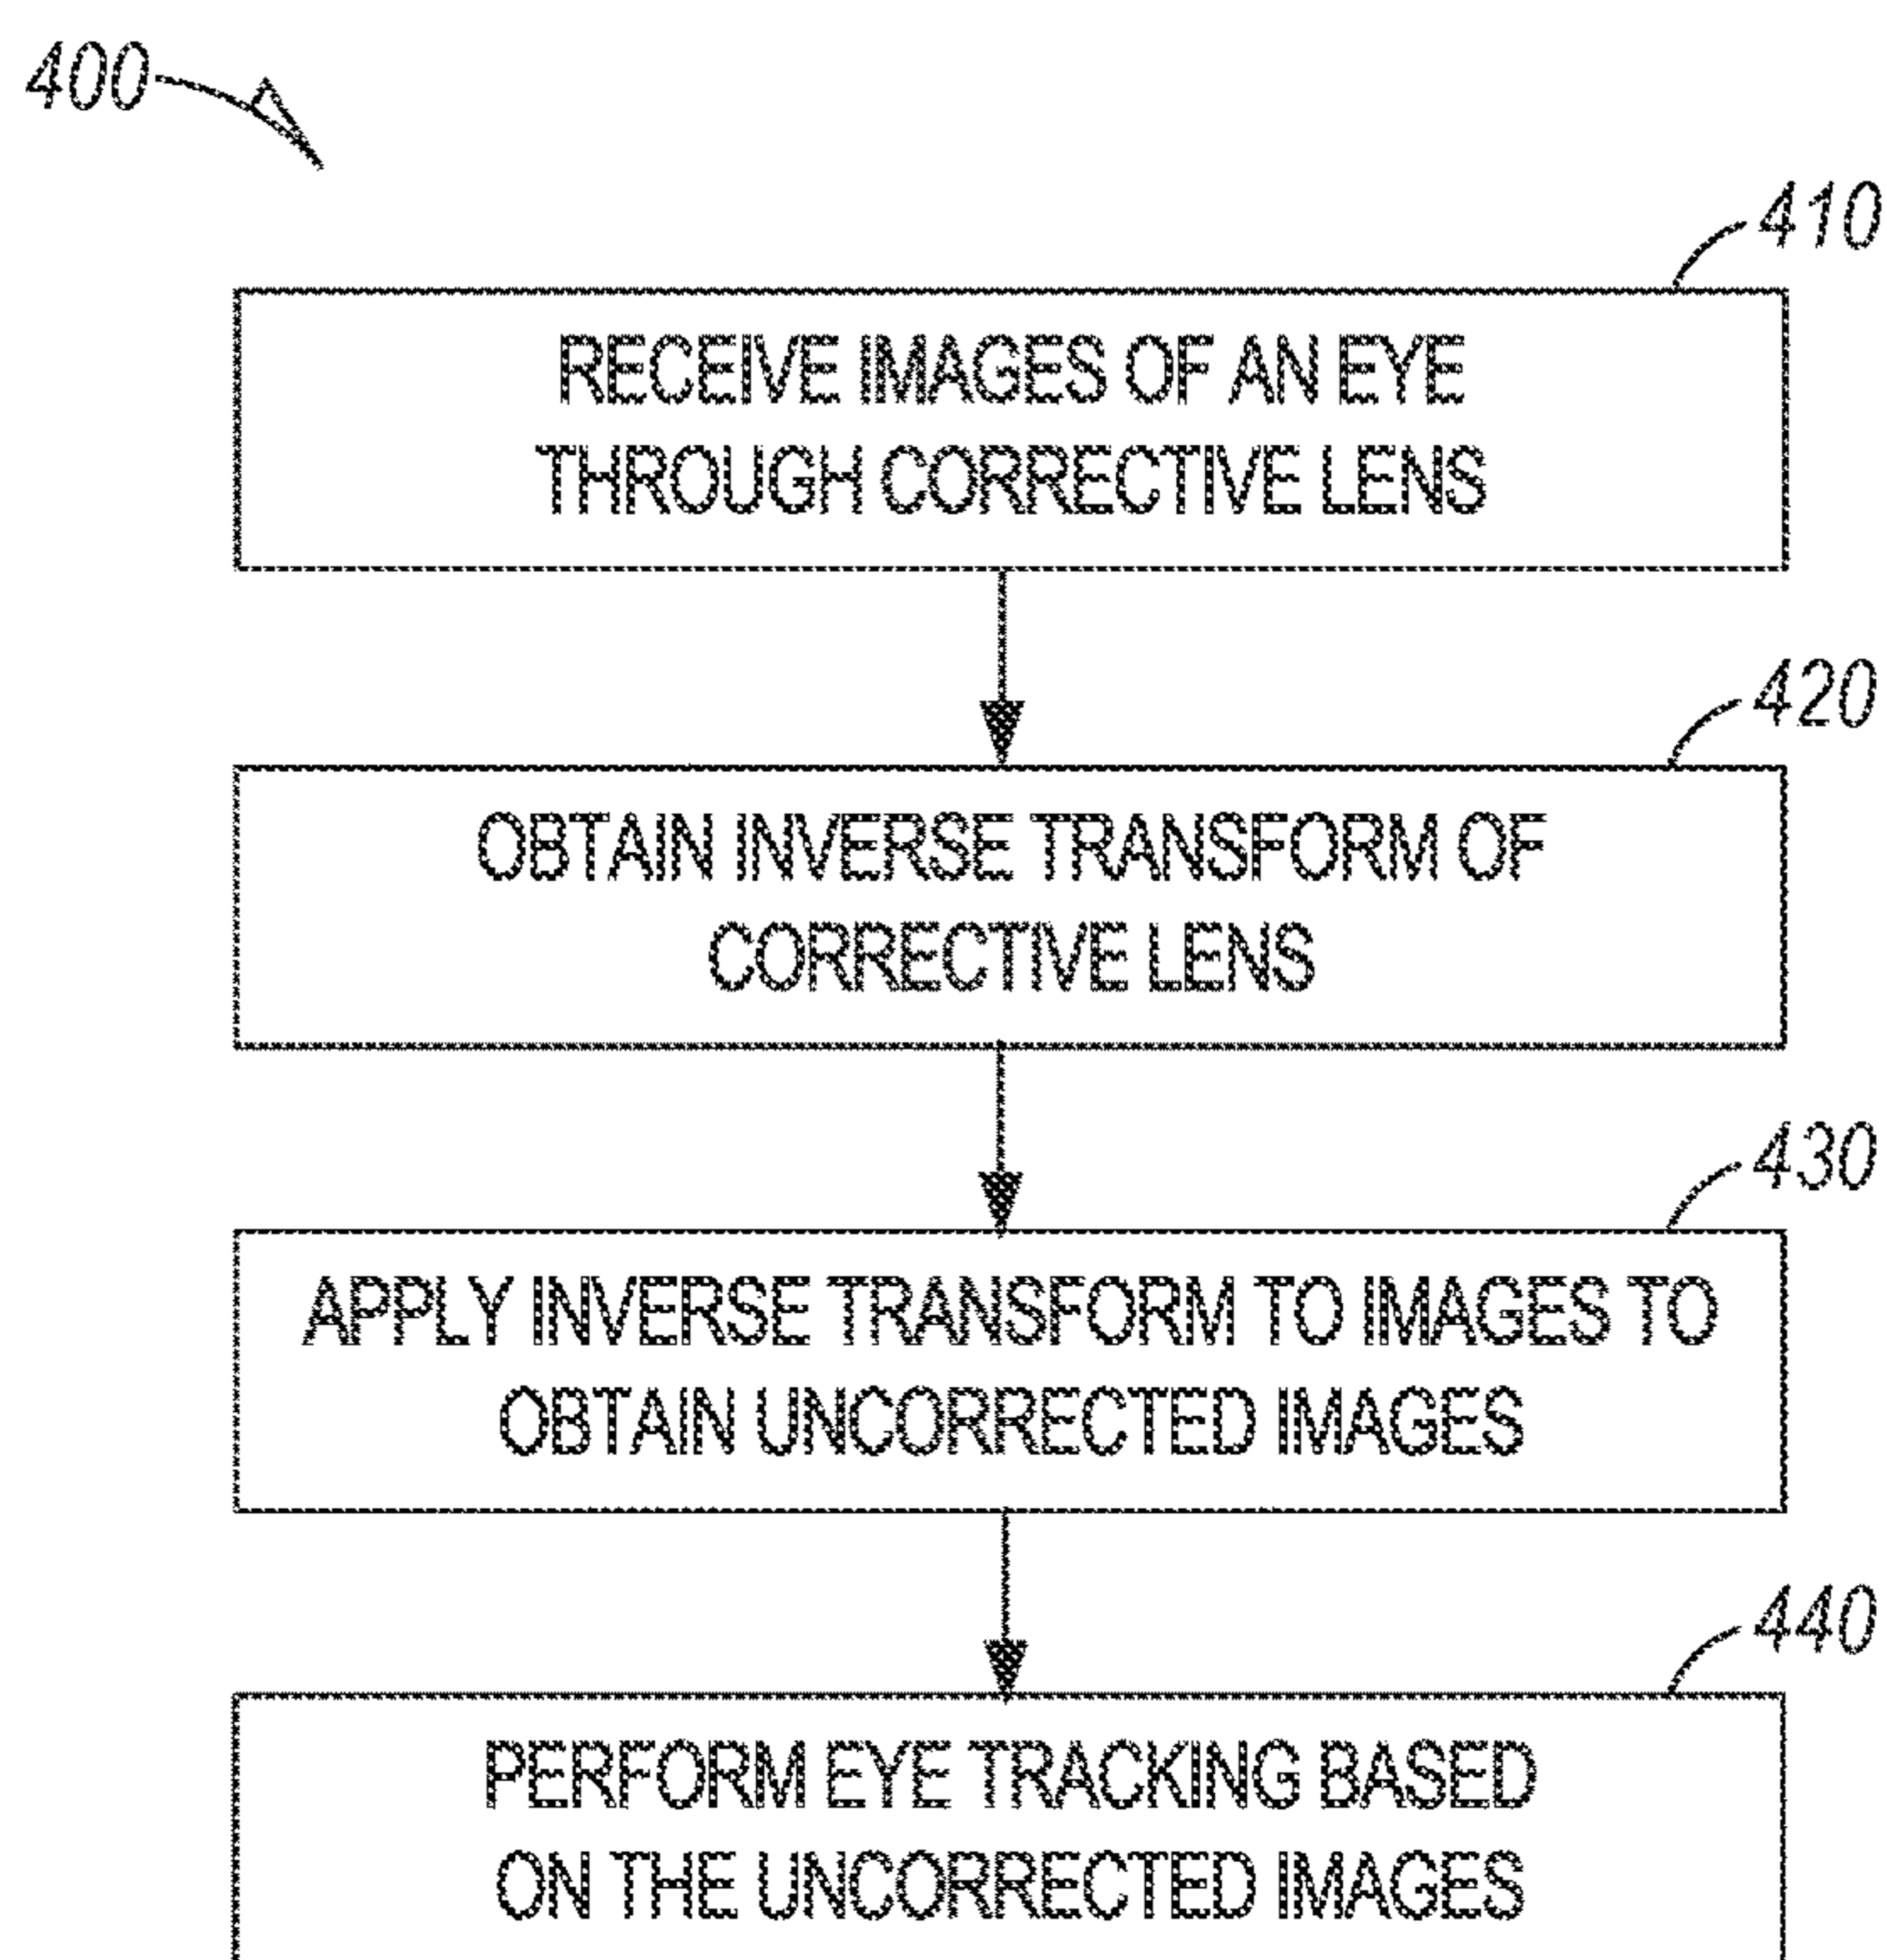 400
410
RECEIVE IMAGES OF AN EYE
THROUGH CORRECTIVE LENS
420
OBTAIN INVERSE TRANSFORM OF
CORRECTIVE LENS
430
APPLY INVERSE TRANSFORM TO IMAGES TO
OBTAIN UNCORRECTED IMAGES
440
PERFORM EYE TRACKING BASED
ON THE UNCORRECTED IMAGES